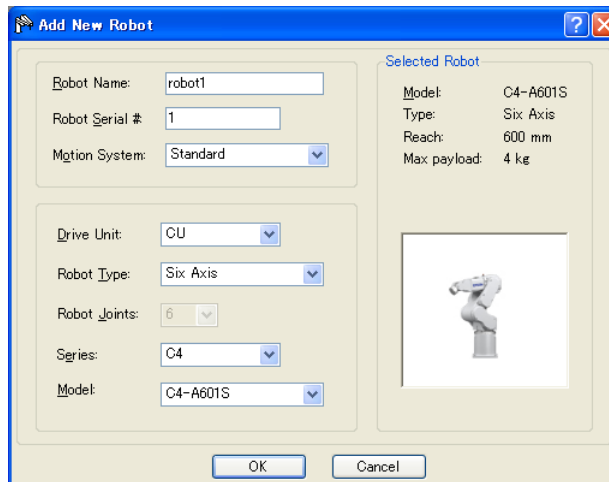 Add New Robot
Robot Name: robot1
Robot Serial #: 1
Motion System: Standard
Drive Unit: CU
Robot Type: Six Axis
Robot Joints: 6
Series: C4
Model: C4-A601S
Selected Robot
Model: C4-A601S
Type: Six Axis
Reach: 600 mm
Max payload: 4 kg
OK
Cancel